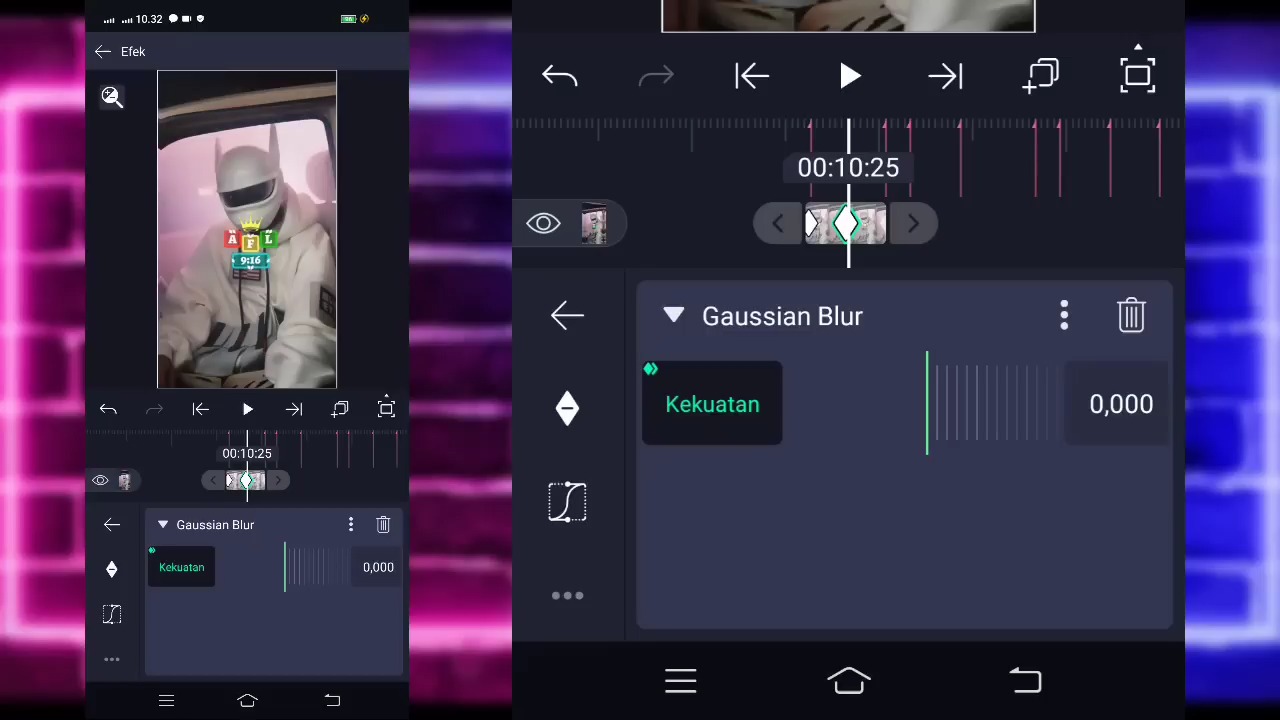 10.32
96
Efek
A F L
9:16
00:10:25
Gaussian Blur
Kekuatan
0,000
00:10:25
Gaussian Blur
Kekuatan
0,000